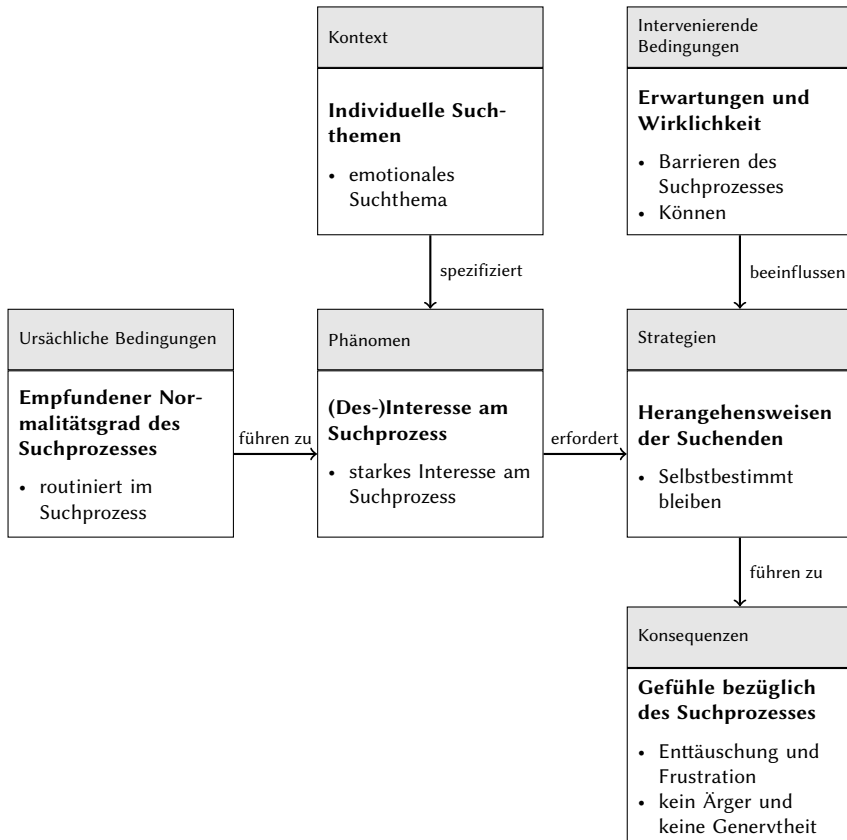 Kontext
Individuelle Such-
themen
• emotionales
Suchthema
Intervenierende
Bedingungen
Erwartungen und
Wirklichkeit
• Barrieren des
Suchprozesses
• Können
spezifiziert
beeinflussen
Ursächliche Bedingungen
Empfundener Nor-
malitätsgrad des
Suchprozesses
• routiniert im
Suchprozess
führen zu
Phänomen
(Des-)Interesse am
Suchprozess
• starkes Interesse am
Suchprozess
erfordert
Strategien
Herangehensweisen
der Suchenden
• Selbstbestimmt
bleiben
führen zu
Konsequenzen
Gefühle bezüglich
des Suchprozesses
• Enttäuschung und
Frustration
• kein Ärger und
keine Genervtheit